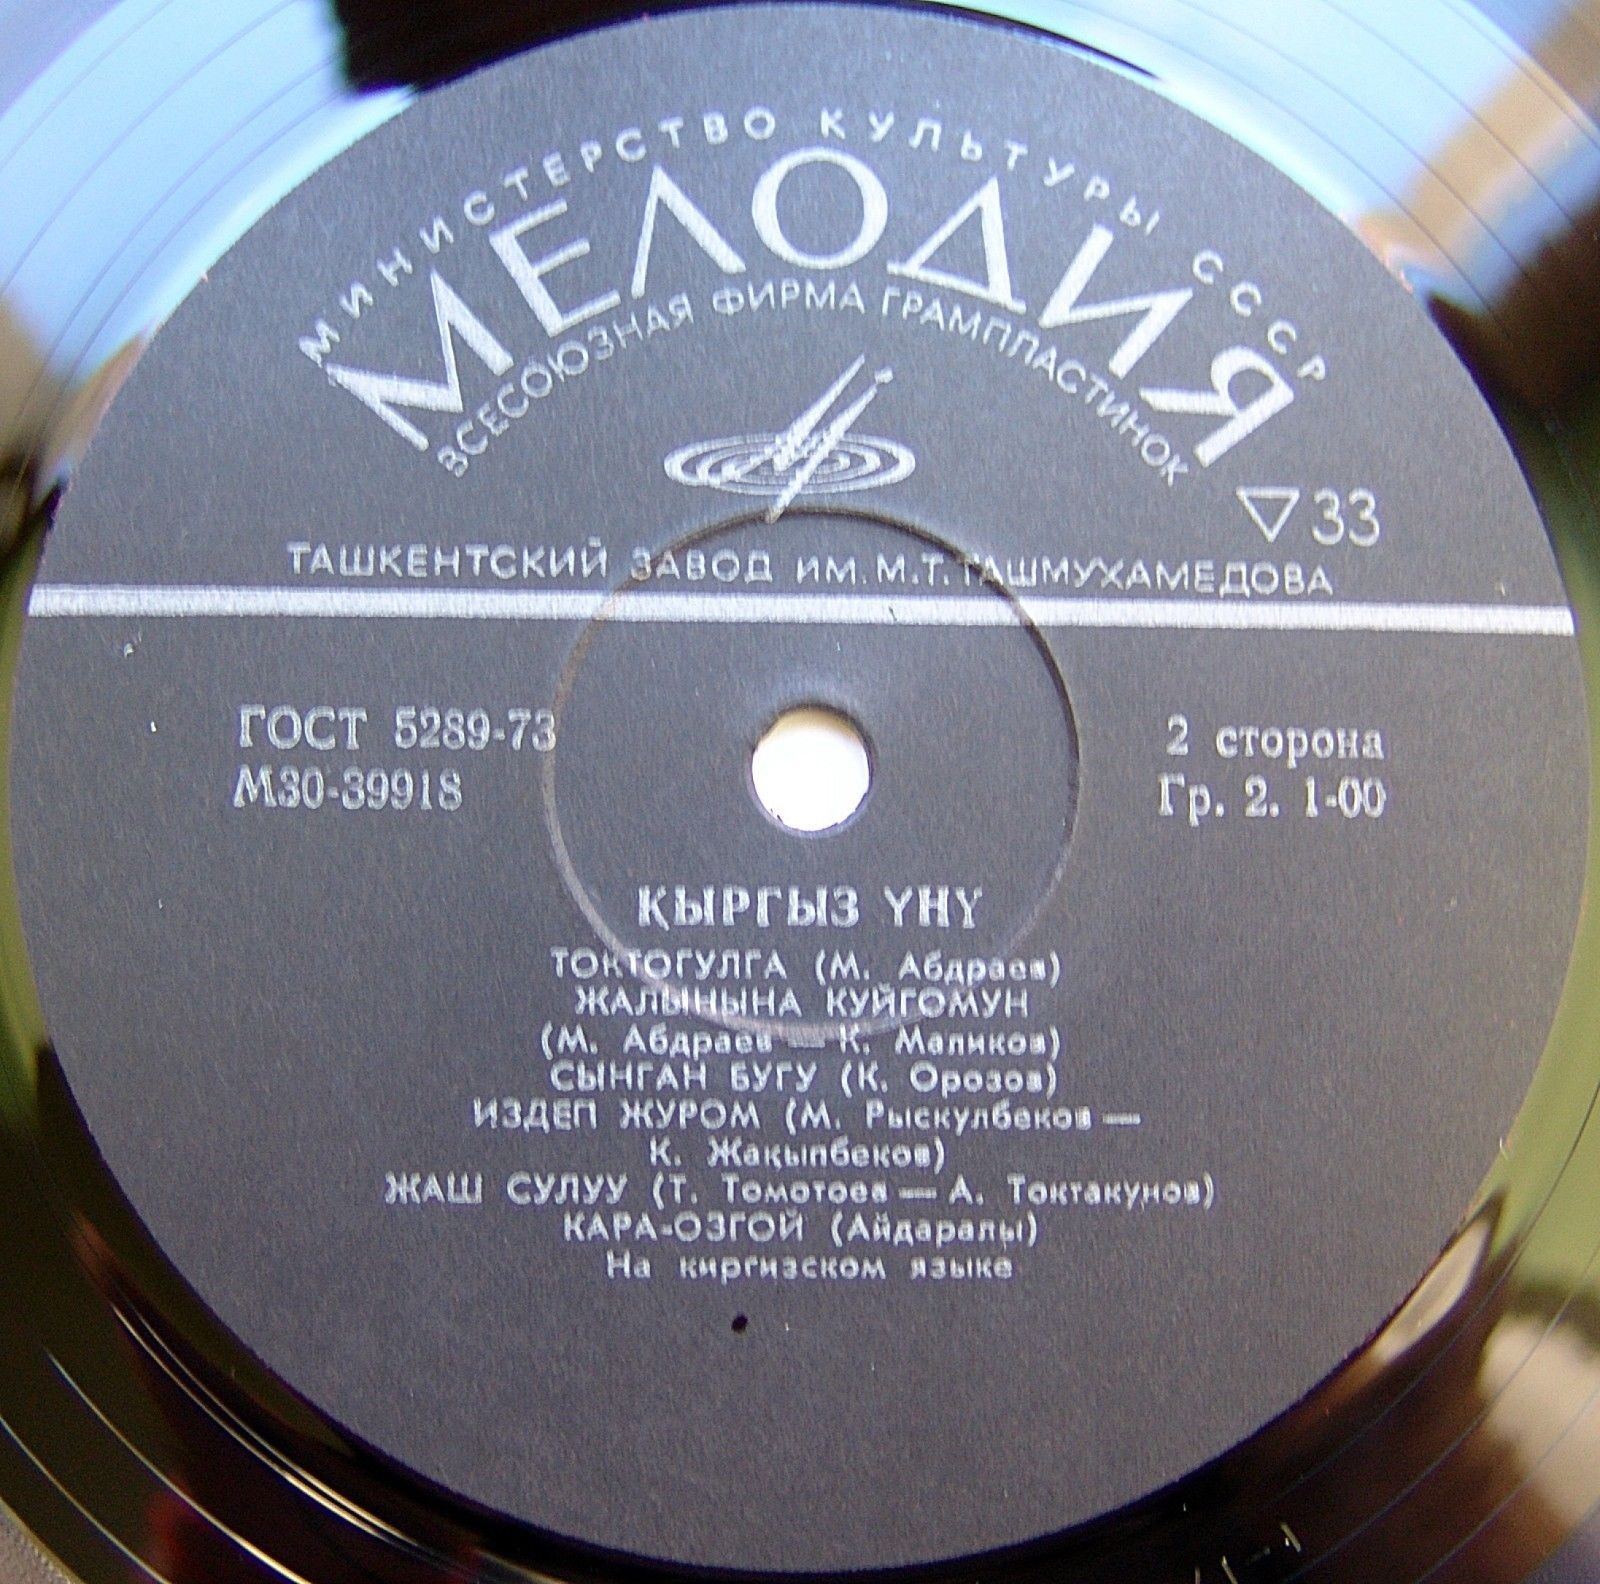 МИНИСТЕРСТВО КУЛЬТУРЫ СССР
МЕЛОДИЯ
ВСЕСОЮЗНАЯ ФИРМА ГРАМПЛАСТИНОК
▽33
ТАШКЕНТСКИЙ ЗАВОД ИМ. М.Т. ТАШМУХАМЕДОВА
ГОСТ 5289-73
М30-39918
2 сторона
Гр. 2. 1-00
ҚЫРГЫЗ ҮНҮ
ТОКТОГУЛГА (М. Абдраев)
ЖАЛЫНЫНА КУЙГОМУН
(М. Абдраев — К. Маликов)
СЫНГАН БУГУ (К. Орозов)
ИЗДЕП ЖУРОМ (М. Рыскулбеков —
К. Жақыпбеков)
ЖАШ СУЛУУ (Т. Томотоев — А. Токтакунов)
КАРА-ОЗГОЙ (Айдаралы)
На киргизском языке